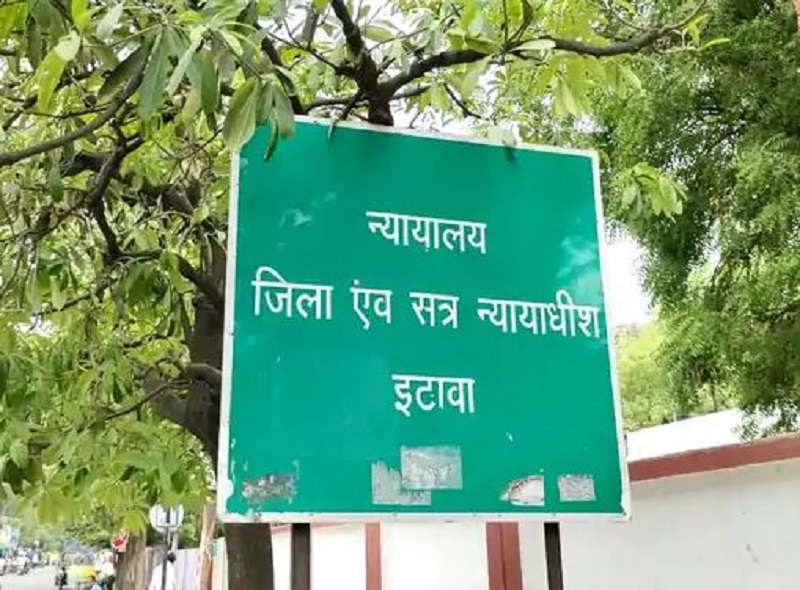 न्यायालय
जिला एंव सत्र न्यायाधीश
इटावा